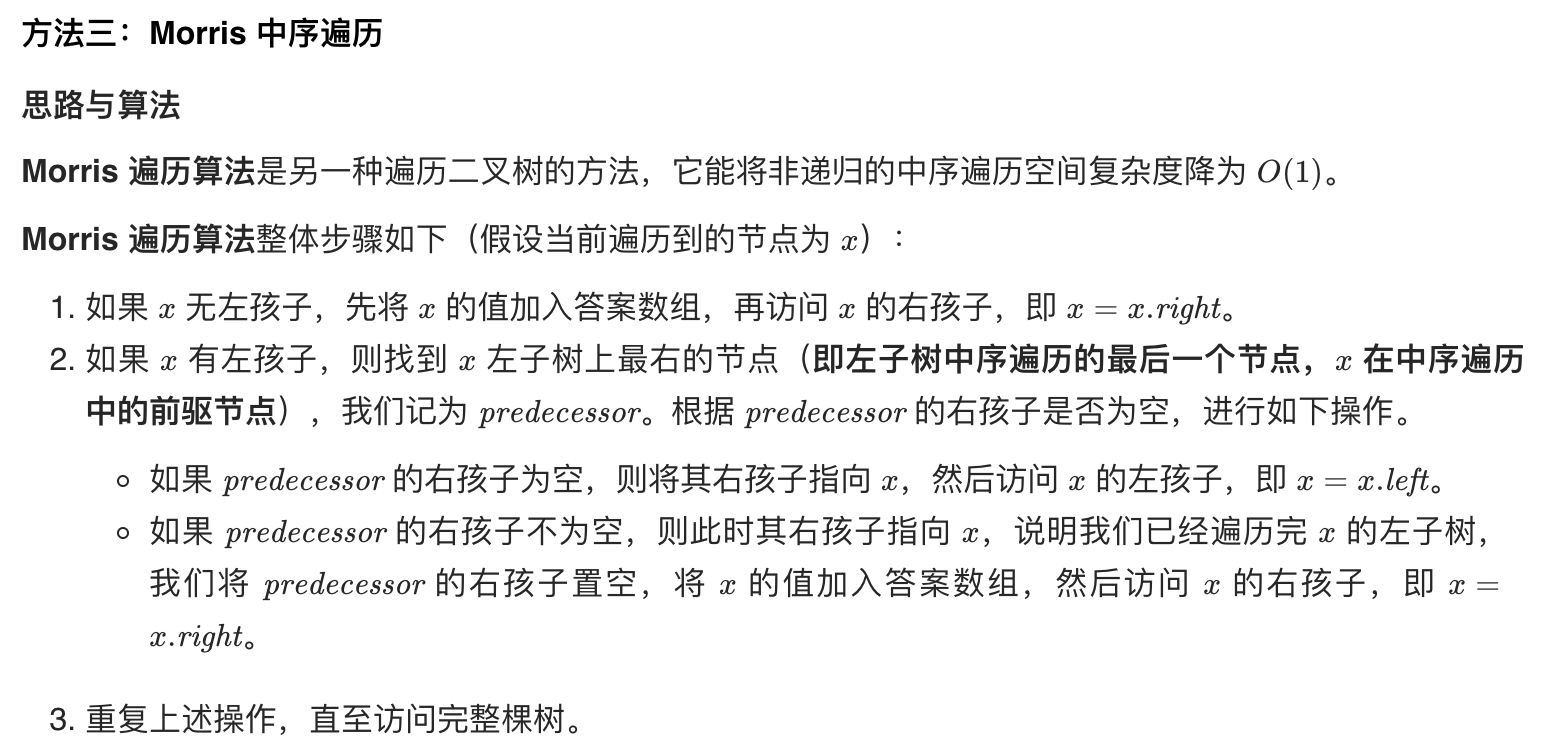 方法三：Morris 中序遍历
思路与算法
Morris 遍历算法是另一种遍历二叉树的方法，它能将非递归的中序遍历空间复杂度降为 O(1)。
Morris 遍历算法整体步骤如下（假设当前遍历到的节点为 x）：
1. 如果 x 无左孩子，先将 x 的值加入答案数组，再访问 x 的右孩子，即 x = x.right。
2. 如果 x 有左孩子，则找到 x 左子树上最右的节点（即左子树中序遍历的最后一个节点，x 在中序遍历
中的前驱节点），我们记为 predecessor。根据 predecessor 的右孩子是否为空，进行如下操作。
○ 如果 predecessor 的右孩子为空，则将其右孩子指向 x，然后访问 x 的左孩子，即 x = x.left。
○ 如果 predecessor 的右孩子不为空，则此时其右孩子指向 x，说明我们已经遍历完 x 的左子树，
我们将 predecessor 的右孩子置空，将 x 的值加入答案数组，然后访问 x 的右孩子，即 x =
x.right。
3. 重复上述操作，直至访问完整棵树。